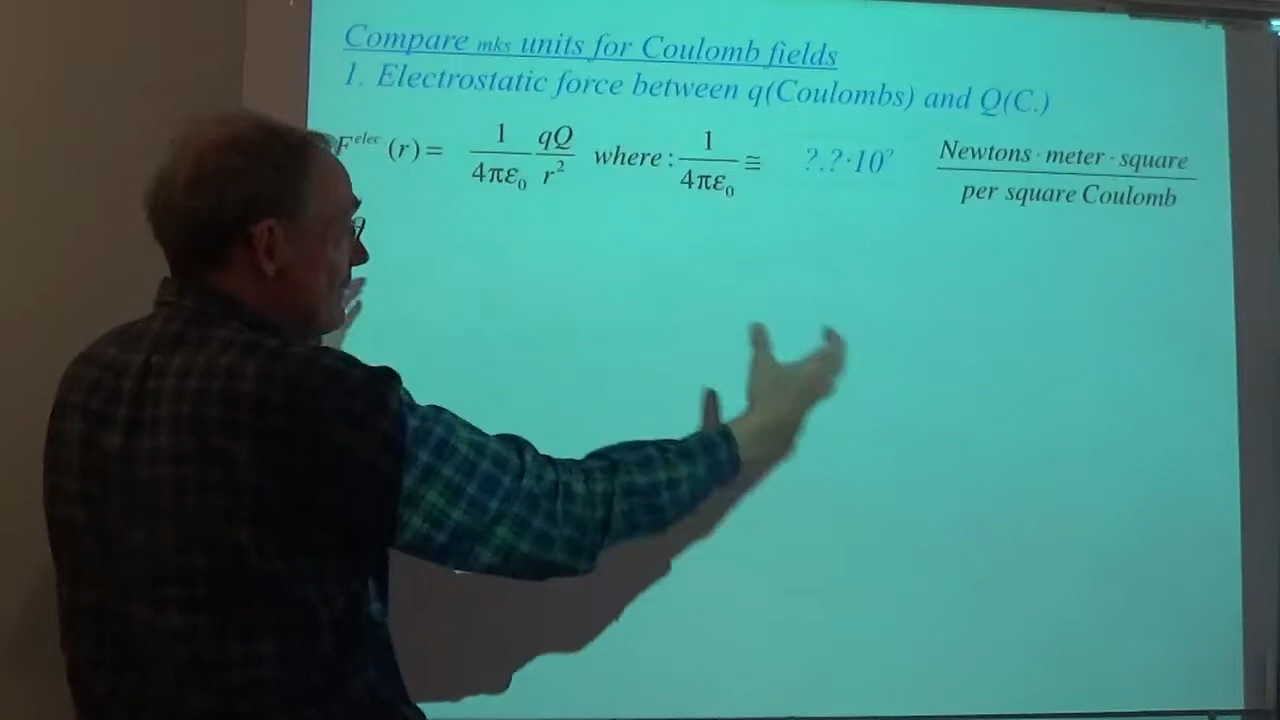 Compare mks units for Coulomb fields
1. Electrostatic force between q(Coulombs) and Q(C.)
F^elec (r) = 1/4πε₀ qQ/r² where : 1/4πε₀ ≅ ?.?·10^? Newtons·meter·square / per square Coulomb